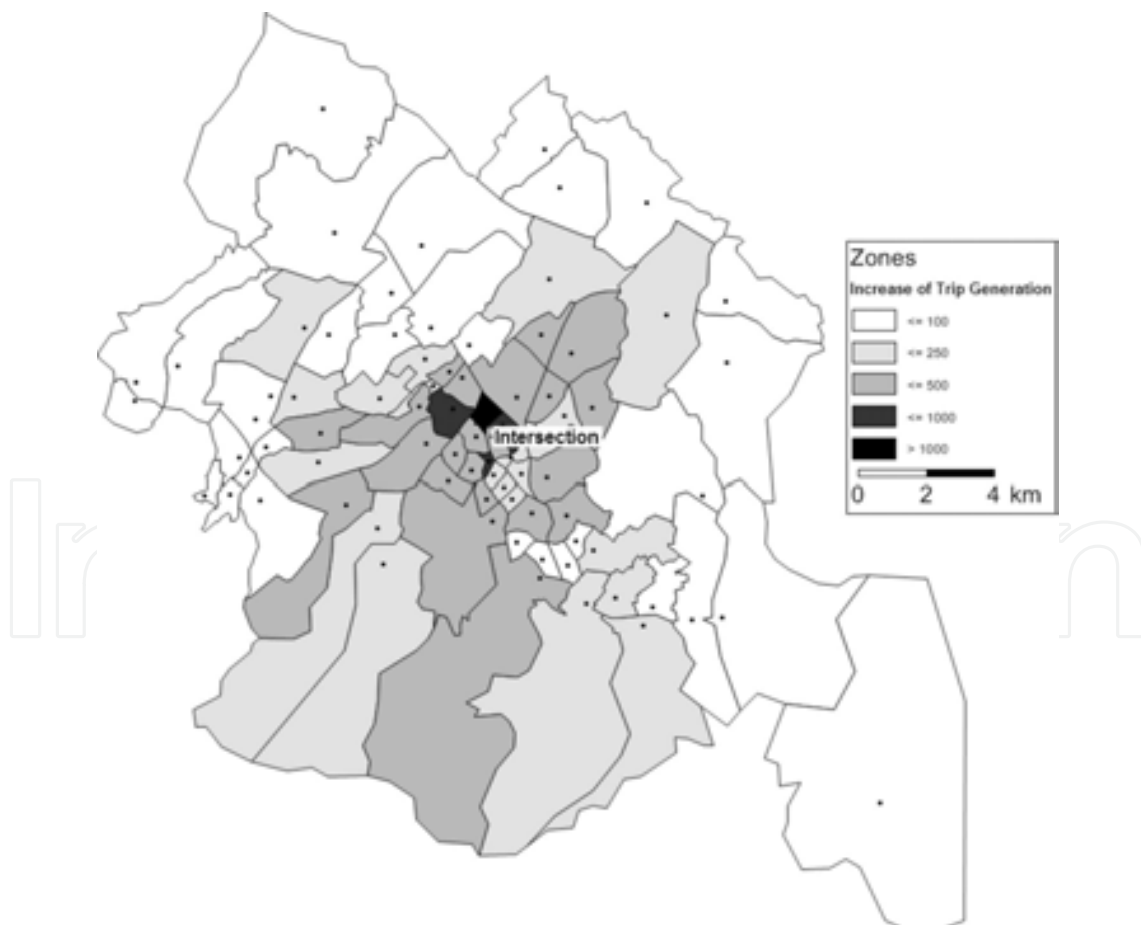 Intersection
Zones
Increase of Trip Generation
<= 100
<= 250
<= 500
<= 1000
> 1000
0 2 4 km